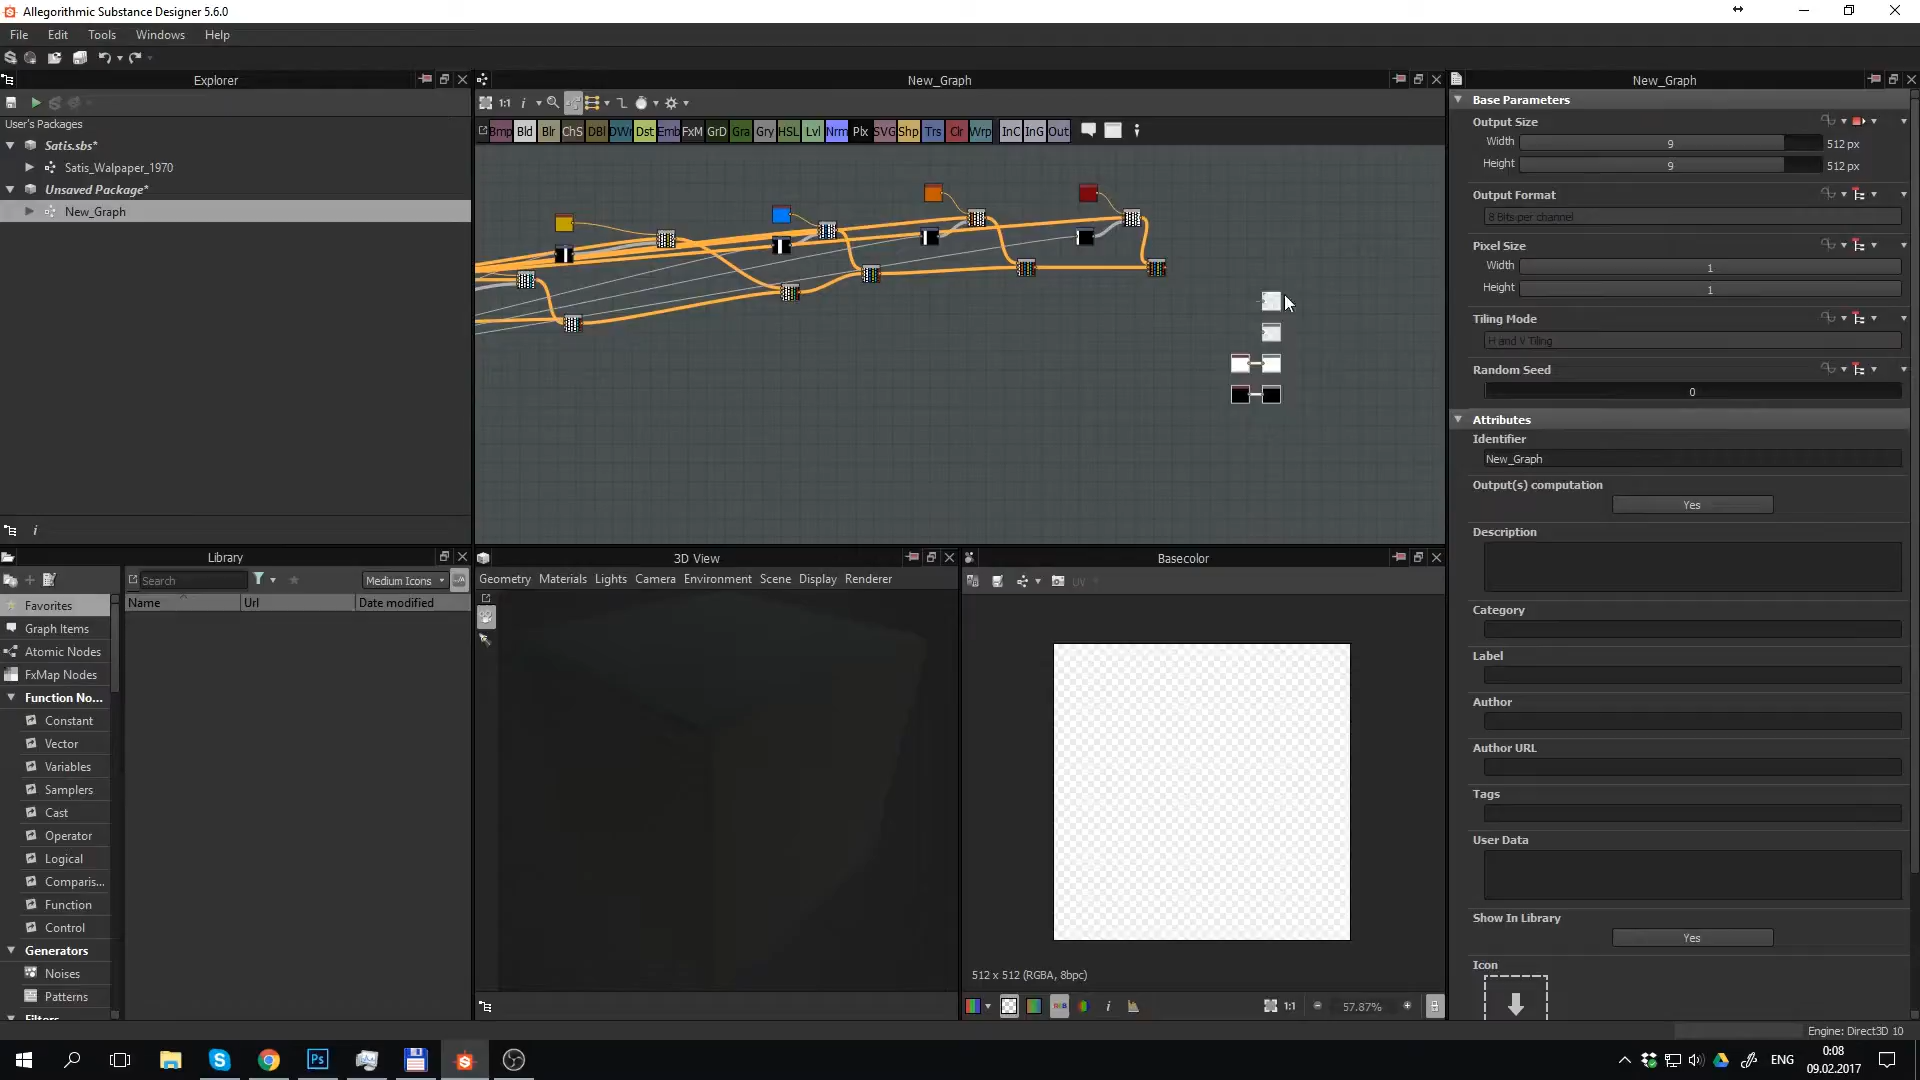 Allegorithmic Substance Designer 5.6.0
File Edit Tools Windows Help
Explorer
User's Packages
Satis.sbs*
Satis_Walpaper_1970
Unsaved Package*
New_Graph
Library
Search
Medium Icons
Name Url Date modified
Favorites
Graph Items
Atomic Nodes
FxMap Nodes
Function No...
Constant
Vector
Variables
Samplers
Cast
Operator
Logical
Comparis...
Function
Control
Generators
Noises
Patterns
Filters
New_Graph
1:1
Bmp Bld Blr ChS DBl DWr Dst Emb FxM GrD Gra Gry HSL Lvl Nrm Plx SVG Shp Trs Clr Wrp InC InG Out
3D View
Geometry Materials Lights Camera Environment Scene Display Renderer
Basecolor
UV
512 x 512 (RGBA, 8bpc)
1:1 57.87%
New_Graph
Base Parameters
Output Size
Width 9 512 px
Height 9 512 px
Output Format
8 Bits per channel
Pixel Size
Width 1
Height 1
Tiling Mode
H and V Tiling
Random Seed
0
Attributes
Identifier
New_Graph
Output(s) computation
Yes
Description
Category
Label
Author
Author URL
Tags
User Data
Show In Library
Yes
Icon
Engine: Direct3D 10
ENG
0:08
09.02.2017